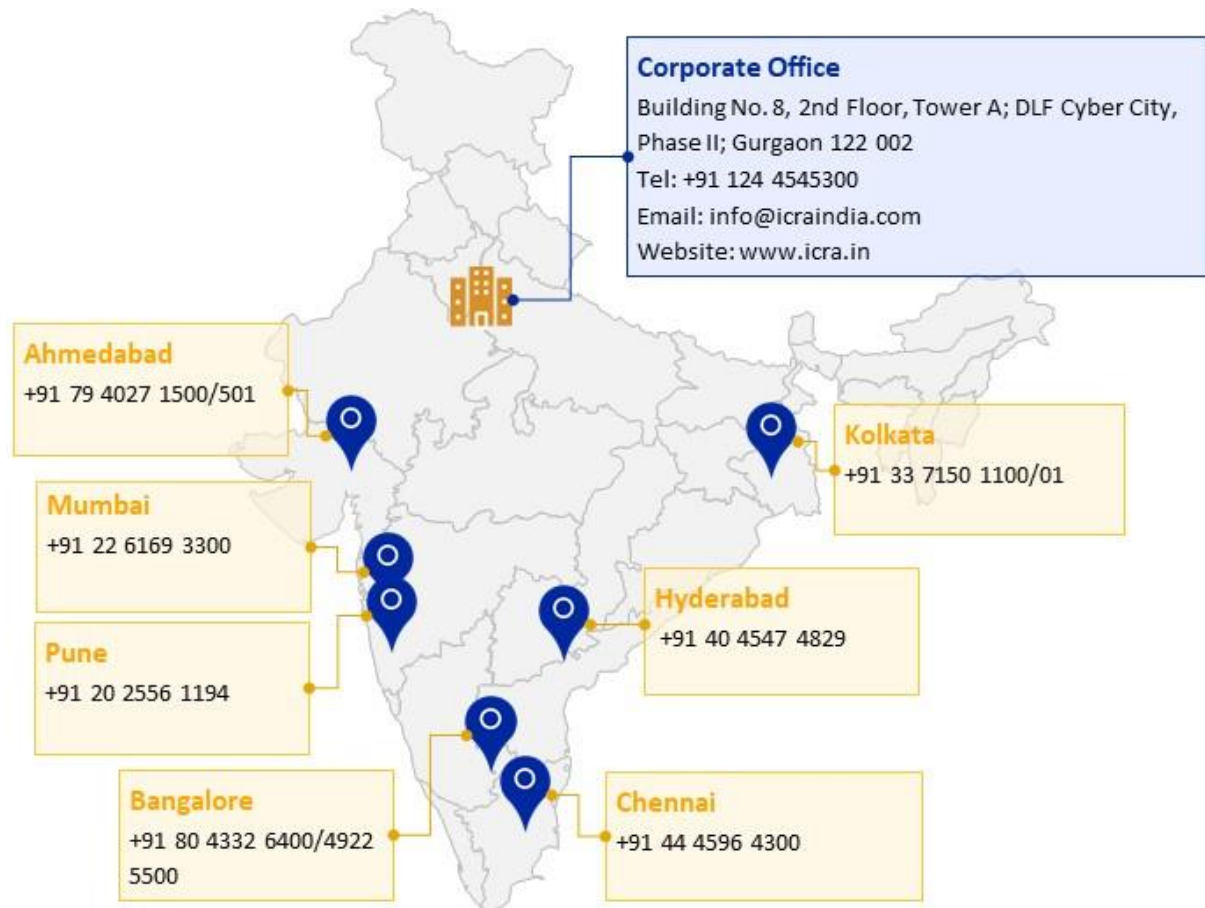 Corporate Office
Building No. 8, 2nd Floor, Tower A; DLF Cyber City,
Phase II; Gurgaon 122 002
Tel: +91 124 4545300
Email: info@icraindia.com
Website: www.icra.in
Ahmedabad
+91 79 4027 1500/501
Kolkata
+91 33 7150 1100/01
Mumbai
+91 22 6169 3300
Hyderabad
+91 40 4547 4829
Pune
+91 20 2556 1194
Bangalore
+91 80 4332 6400/4922
5500
Chennai
+91 44 4596 4300